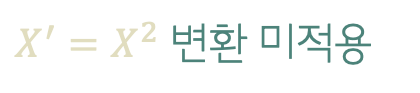 X′ = X² 변환 미적용